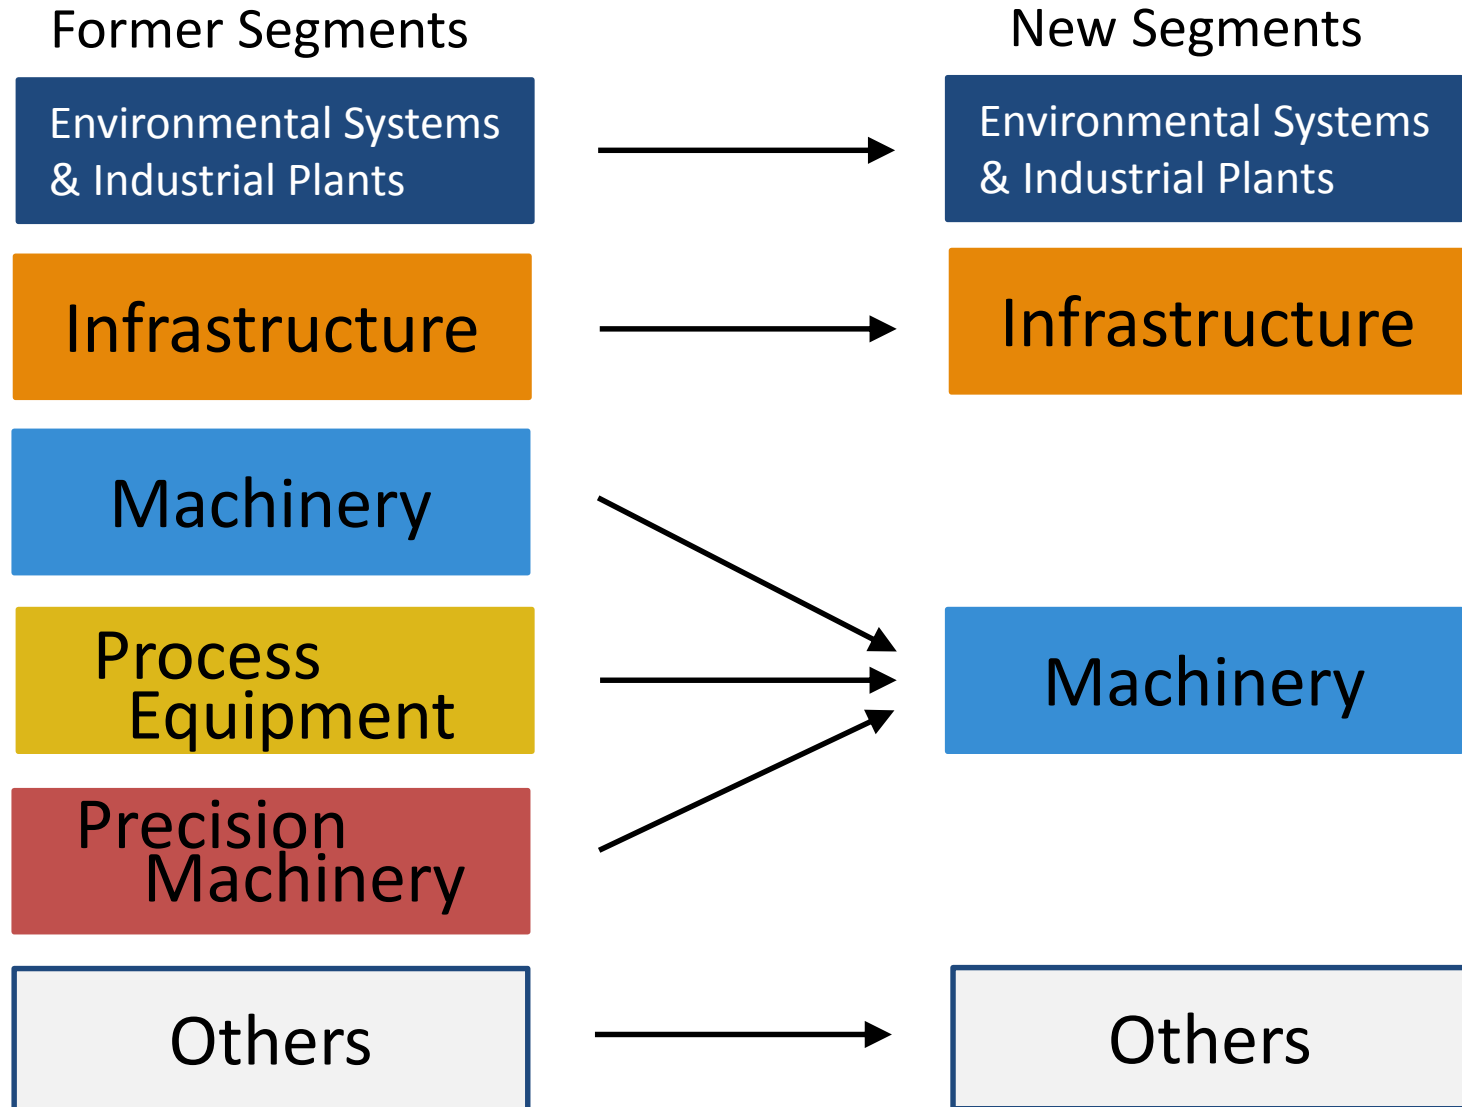 Former Segments
New Segments
Environmental Systems
& Industrial Plants
Environmental Systems
& Industrial Plants
Infrastructure
Infrastructure
Machinery
Process
Equipment
Machinery
Precision
Machinery
Others
Others